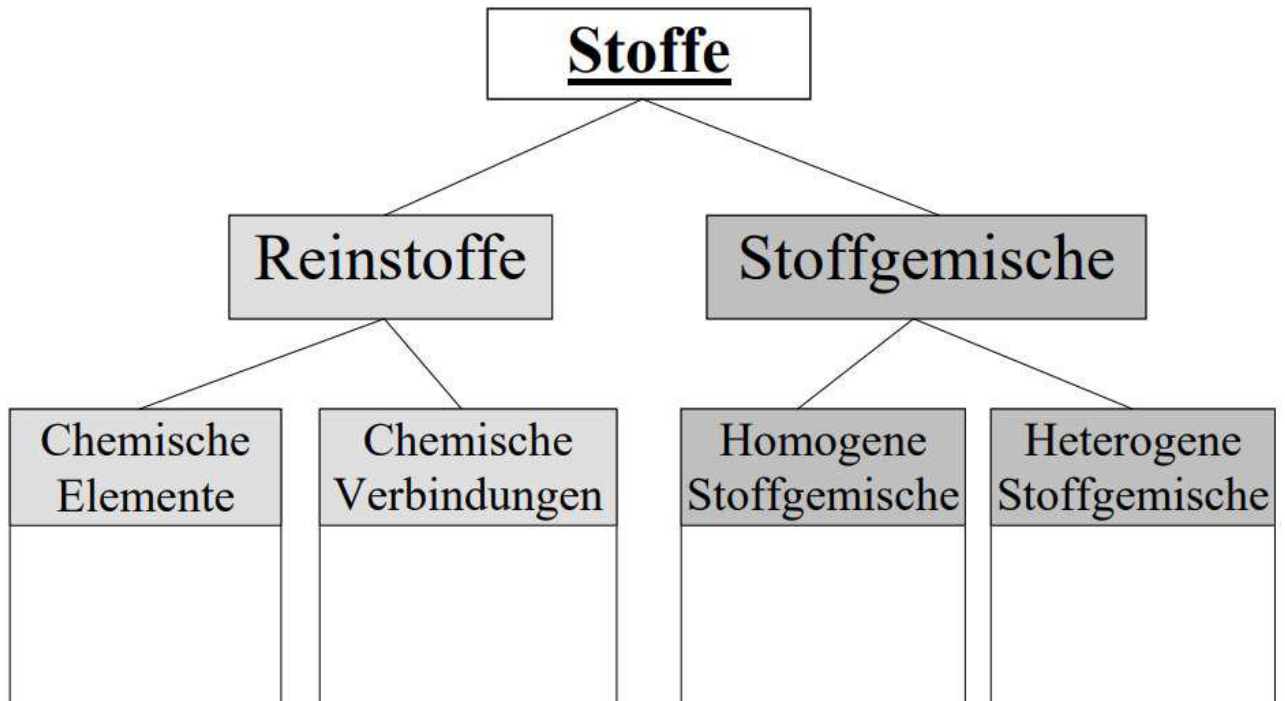 Stoffe
Reinstoffe
Stoffgemische
Chemische
Elemente
Chemische
Verbindungen
Homogene
Stoffgemische
Heterogene
Stoffgemische